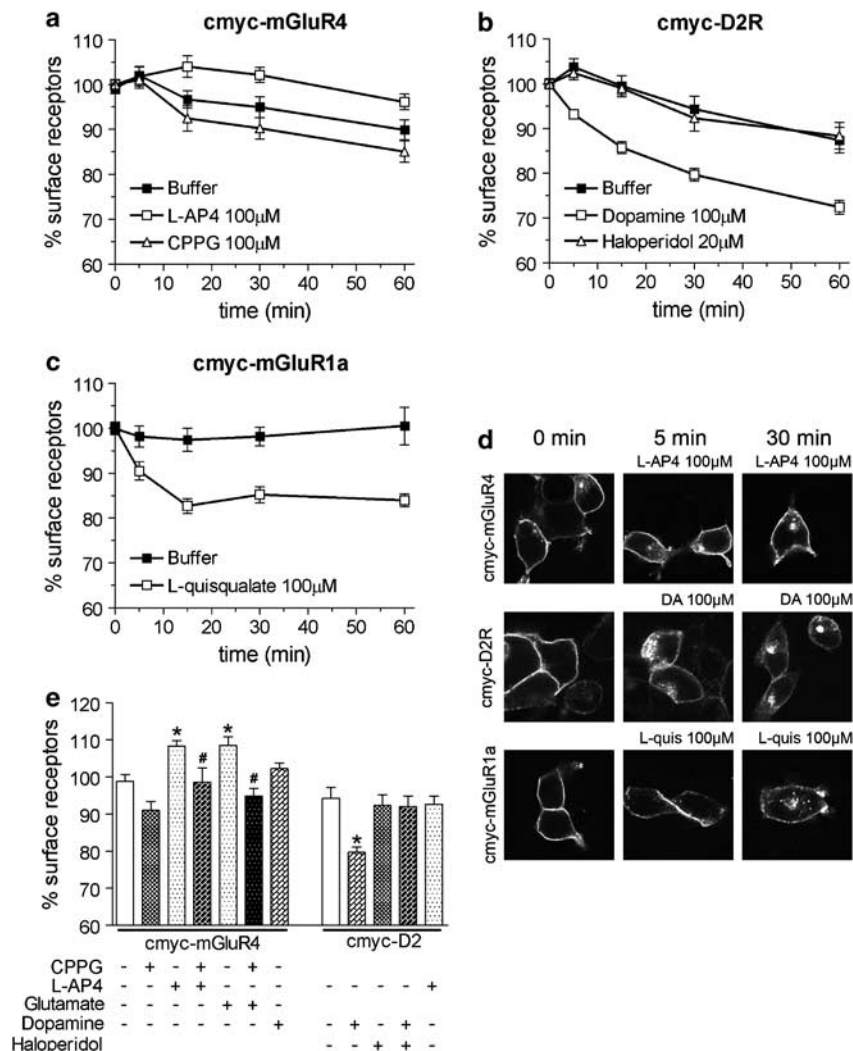 a
cmyc-mGluR4
% surface receptors
110
100
90
80
70
60
Buffer
L-AP4 100µM
CPPG 100µM
0 10 20 30 40 50 60
time (min)
b
cmyc-D2R
% surface receptors
110
100
90
80
70
60
Buffer
Dopamine 100µM
Haloperidol 20µM
0 10 20 30 40 50 60
time (min)
c
cmyc-mGluR1a
% surface receptors
110
100
90
80
70
60
Buffer
L-quisqualate 100µM
0 10 20 30 40 50 60
time (min)
d
0 min 5 min 30 min
L-AP4 100µM L-AP4 100µM
cmyc-mGluR4
DA 100µM DA 100µM
cmyc-D2R
L-quis 100µM L-quis 100µM
cmyc-mGluR1a
e
% surface receptors
120
110
100
90
80
70
60
* # * # *
cmyc-mGluR4 cmyc-D2
CPPG - + - + - + -
L-AP4 - - + + - - - - - - - +
Glutamate - - - - + + -
Dopamine - - - - - - + - + - + -
Haloperidol - - + + -